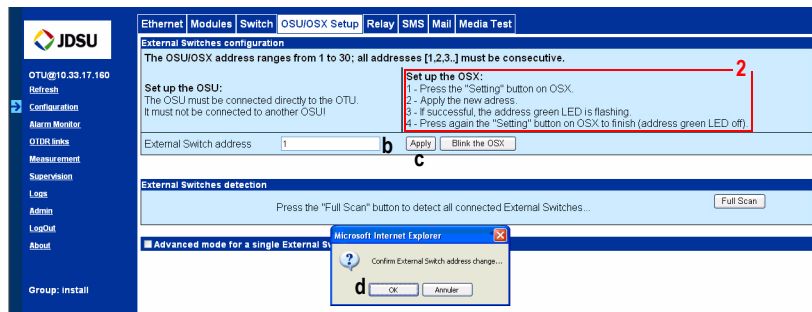 Ethernet Modules Switch OSU/OSX Setup Relay SMS Mail Media Test
JDSU
OTU@10.33.17.160
Refresh
Configuration
Alarm Monitor
OTDR links
Measurement
Supervision
Logs
Admin
LogOut
About
Group: install
External Switches configuration
The OSU/OSX address ranges from 1 to 30; all addresses [1,2,3..] must be consecutive.
Set up the OSU:
The OSU must be connected directly to the OTU.
It must not be connected to another OSU!
2
Set up the OSX:
1 - Press the "Setting" button on OSX.
2 - Apply the new adress.
3 - If successful, the address green LED is flashing.
4 - Press again the "Setting" button on OSX to finish (address green LED off).
External Switch address 1 b Apply Blink the OSX
c
External Switches detection
Press the "Full Scan" button to detect all connected External Switches... Full Scan
Advanced mode for a single External Sw
Microsoft Internet Explorer
Confirm External Switch address change...
d OK Annuler